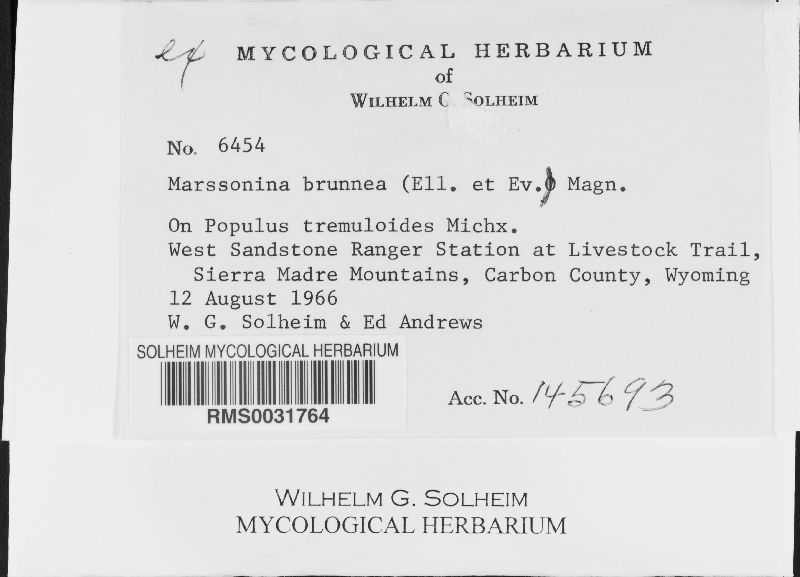 ex MYCOLOGICAL HERBARIUM
of
WILHELM G. SOLHEIM
No. 6454
Marssonina brunnea (Ell. et Ev.) Magn.
On Populus tremuloides Michx.
West Sandstone Ranger Station at Livestock Trail,
Sierra Madre Mountains, Carbon County, Wyoming
12 August 1966
W. G. Solheim & Ed Andrews
SOLHEIM MYCOLOGICAL HERBARIUM
RMS0031764
Acc. No. 145693
WILHELM G. SOLHEIM
MYCOLOGICAL HERBARIUM